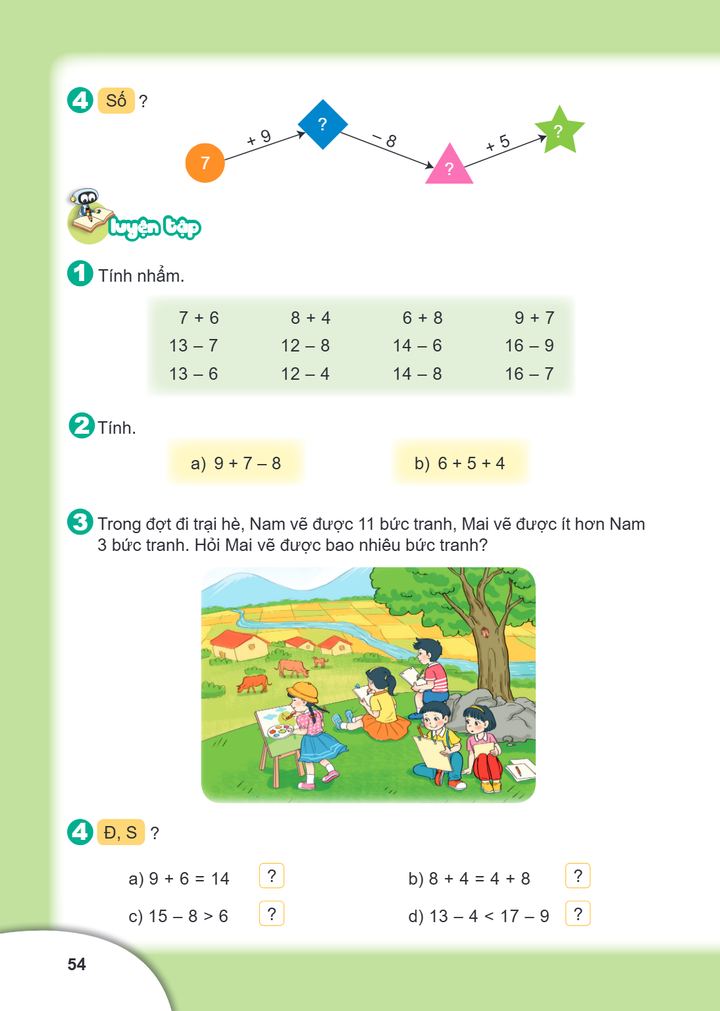 4 Số ?
7 + 9 ? – 8 ? + 5 ?
luyện tập
1 Tính nhẩm.
7 + 6 8 + 4 6 + 8 9 + 7
13 – 7 12 – 8 14 – 6 16 – 9
13 – 6 12 – 4 14 – 8 16 – 7
2 Tính.
a) 9 + 7 – 8 b) 6 + 5 + 4
3 Trong đợt đi trại hè, Nam vẽ được 11 bức tranh, Mai vẽ được ít hơn Nam
3 bức tranh. Hỏi Mai vẽ được bao nhiêu bức tranh?
4 Đ, S ?
a) 9 + 6 = 14 ? b) 8 + 4 = 4 + 8 ?
c) 15 – 8 > 6 ? d) 13 – 4 < 17 – 9 ?
54